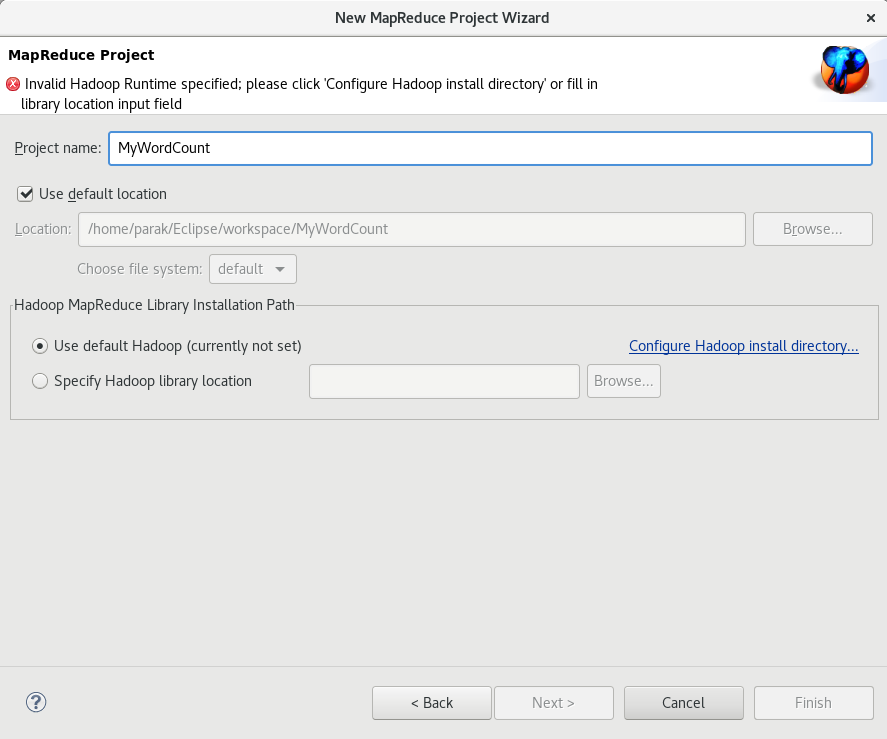 New MapReduce Project Wizard
×
MapReduce Project
Invalid Hadoop Runtime specified; please click 'Configure Hadoop install directory' or fill in
library location input field
Project name: MyWordCount
Use default location
Location: /home/parak/Eclipse/workspace/MyWordCount Browse...
Choose file system: default
Hadoop MapReduce Library Installation Path
Use default Hadoop (currently not set) Configure Hadoop install directory...
Specify Hadoop library location Browse...
? < Back Next > Cancel Finish